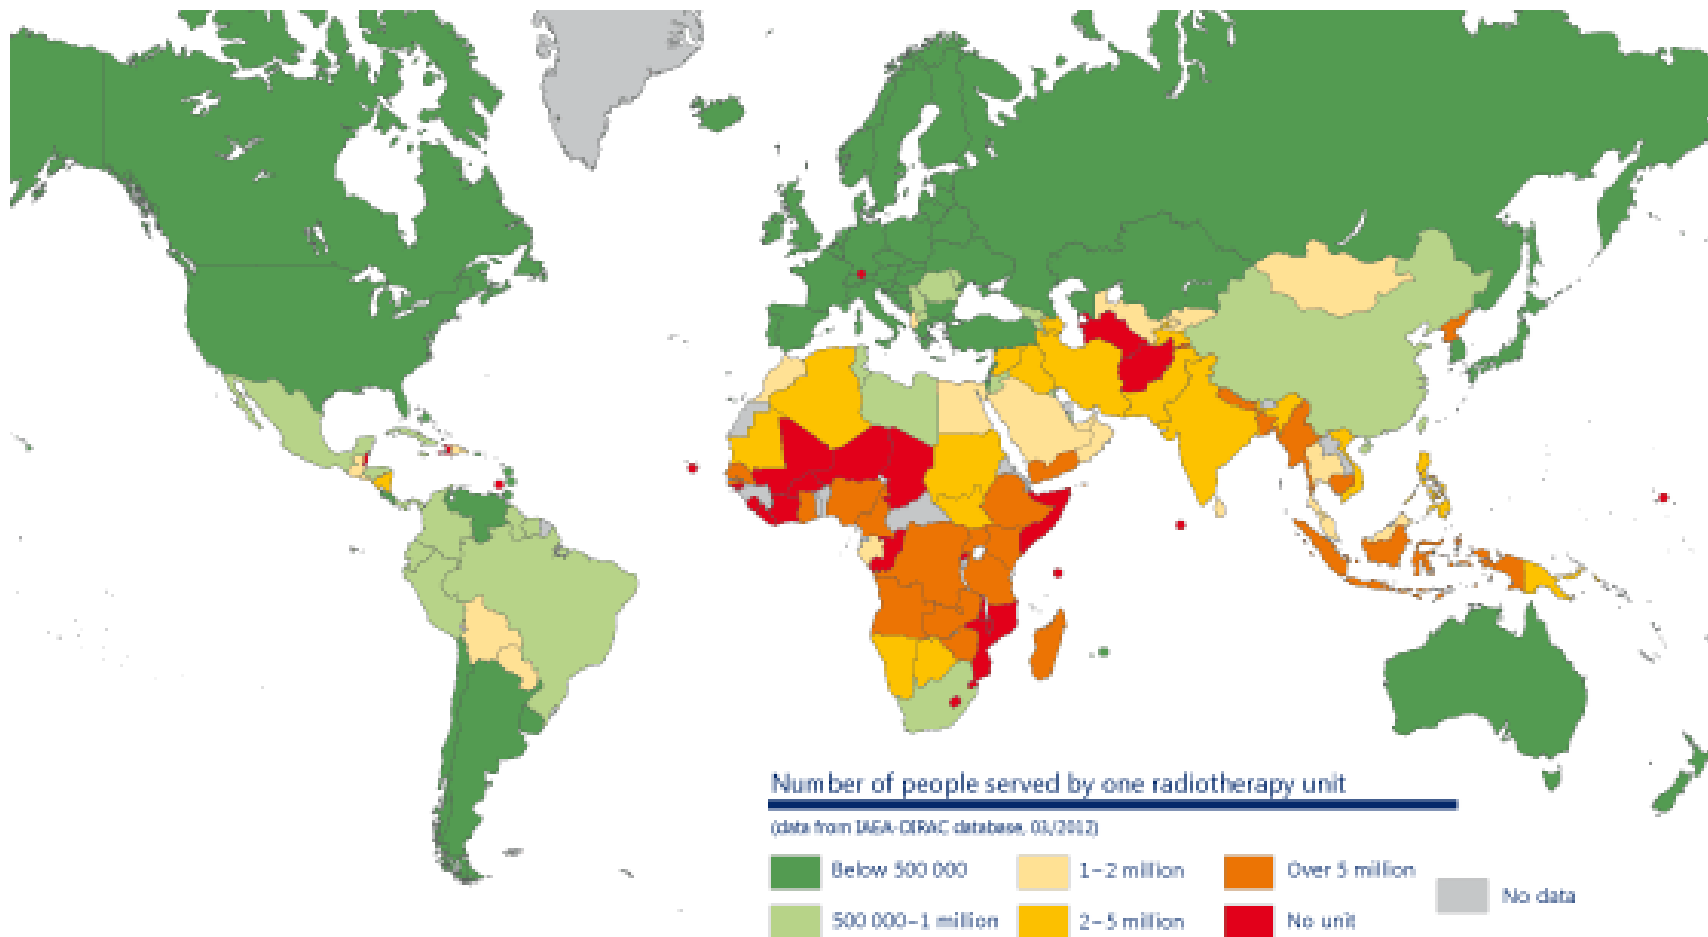 Number of people served by one radiotherapy unit
(data from IAEA-DIRAC database, 03/2012)
Below 500 000
1–2 million
Over 5 million
No data
500 000–1 million
2–5 million
No unit